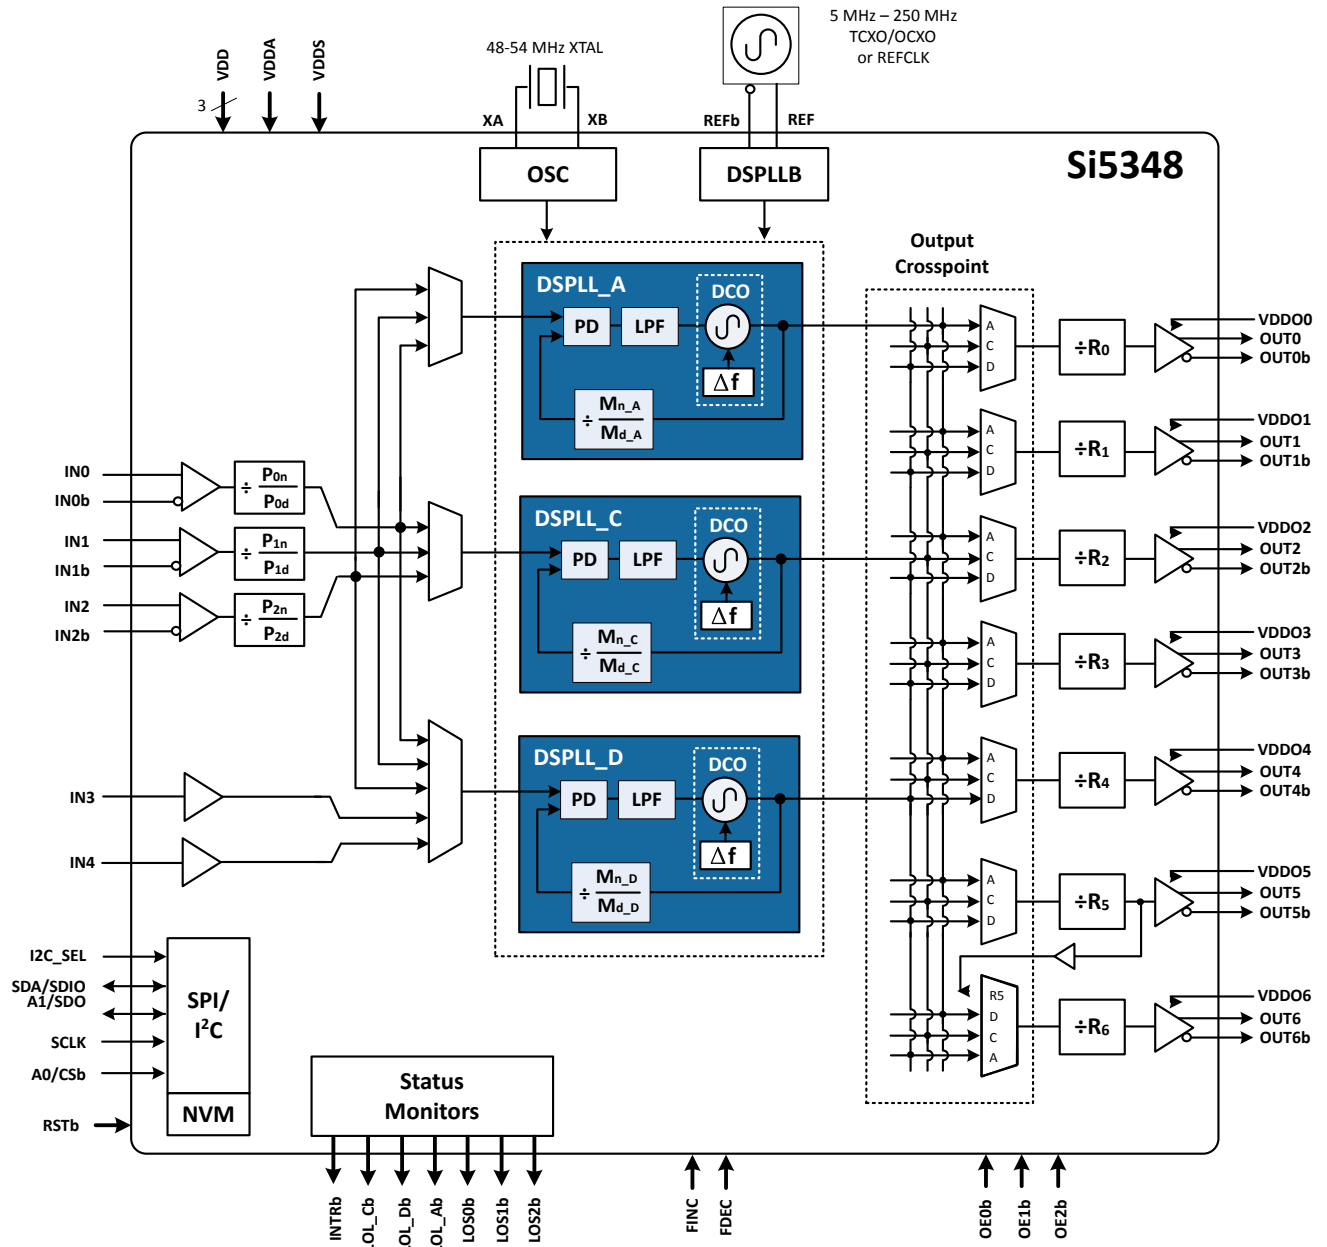 5 MHz – 250 MHz
TCXO/OCXO
or REFCLK
48-54 MHz XTAL
VDD
VDDA
VDDS
3
XA
XB
REFb
REF
OSC
DSPLLB
Si5348
Output
Crosspoint
DSPLL_A
DCO
PD
LPF
Δf
÷ Mn_A
Md_A
DSPLL_C
DCO
PD
LPF
Δf
÷ Mn_C
Md_C
DSPLL_D
DCO
PD
LPF
Δf
÷ Mn_D
Md_D
IN0
IN0b
÷ P0n
P0d
IN1
IN1b
÷ P1n
P1d
IN2
IN2b
÷ P2n
P2d
IN3
IN4
A
C
D
÷R0
VDDO0
OUT0
OUT0b
A
C
D
÷R1
VDDO1
OUT1
OUT1b
A
C
D
÷R2
VDDO2
OUT2
OUT2b
A
C
D
÷R3
VDDO3
OUT3
OUT3b
A
C
D
÷R4
VDDO4
OUT4
OUT4b
A
C
D
÷R5
VDDO5
OUT5
OUT5b
R5
D
C
A
÷R6
VDDO6
OUT6
OUT6b
I2C_SEL
SDA/SDIO
A1/SDO
SCLK
A0/CSb
RSTb
SPI/
I²C
NVM
Status
Monitors
INTRb
LOL_Cb
LOL_Db
LOL_Ab
LOS0b
LOS1b
LOS2b
FINC
FDEC
OE0b
OE1b
OE2b